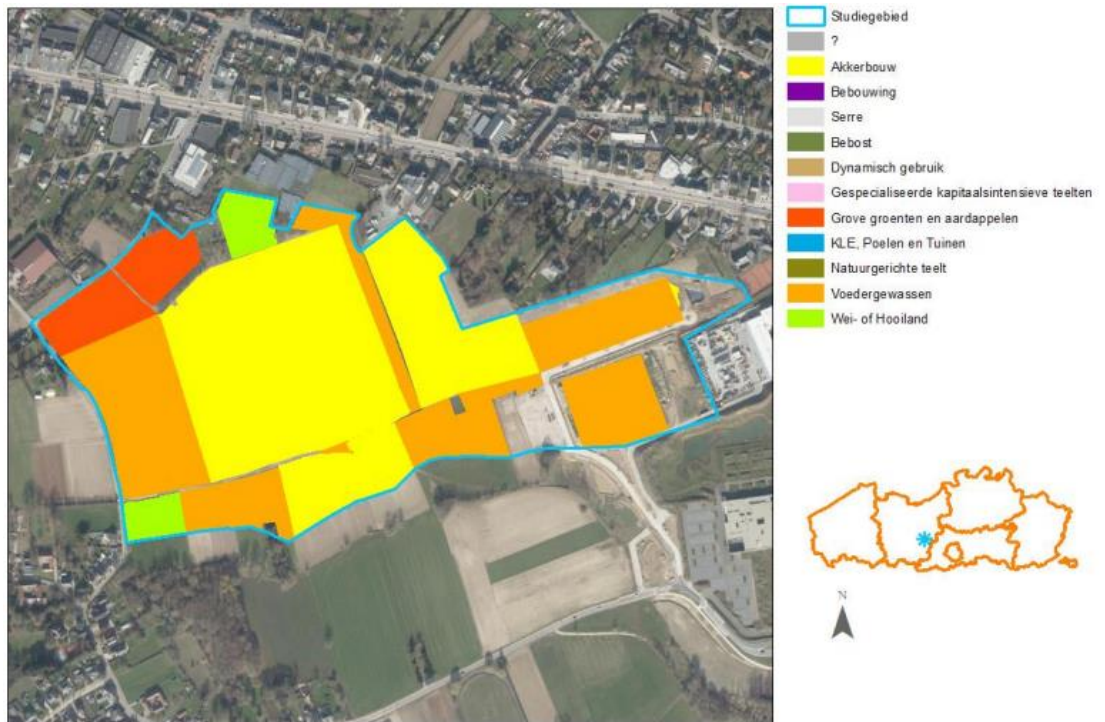 Studiegebied
?
Akkerbouw
Bebouwing
Serre
Bebost
Dynamisch gebruik
Gespecialiseerde kapitaalsintensieve teelten
Grove groenten en aardappelen
KLE, Poelen en Tuinen
Natuurgerichte teelt
Voedergewassen
Wei- of Hooiland
N